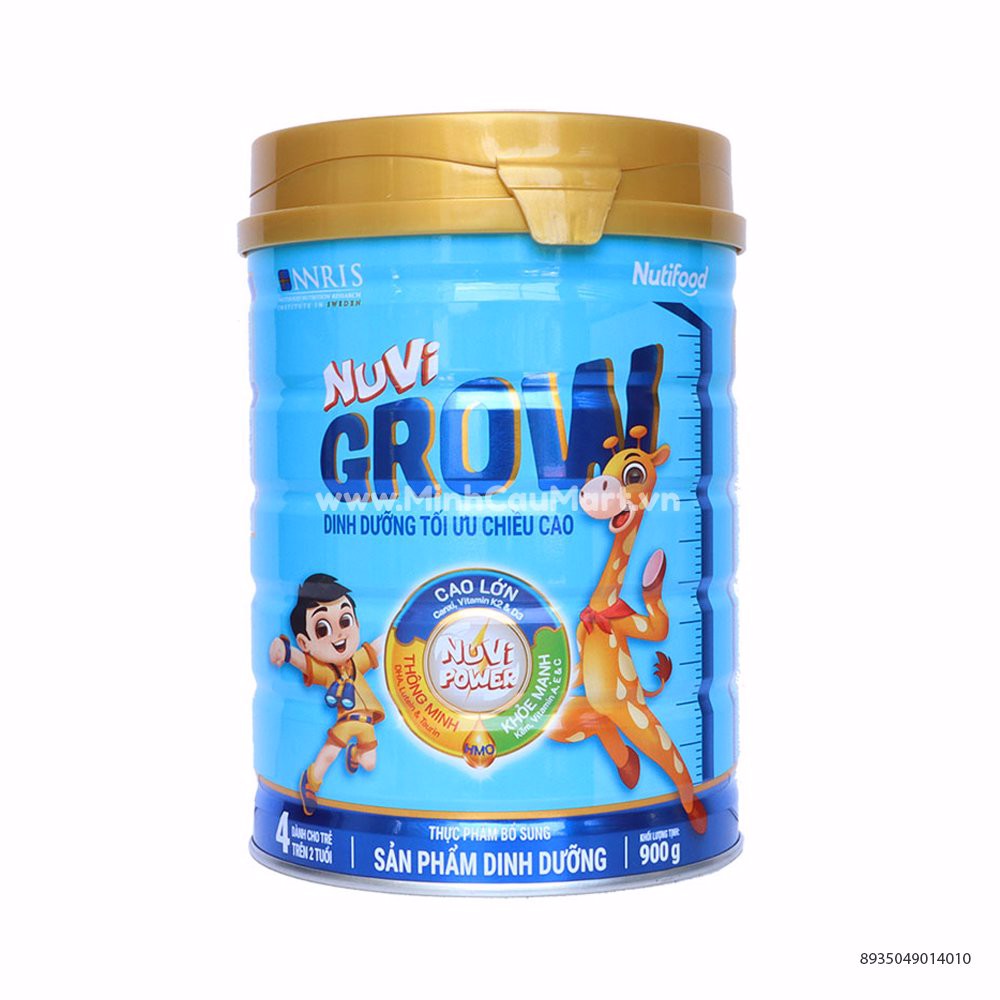 NNRIS
NUTIFOOD NUTRITION RESEARCH
INSTITUTE IN SWEDEN
Nutifood
NUVi
GROW
www.MinhCauMart.vn
DINH DƯỠNG TỐI ƯU CHIỀU CAO
CAO LỚN
Canxi, Vitamin K2 & D3
NUVi
POWER
THÔNG MINH
DHA, Lutein & Taurin
KHỎE MẠNH
Kẽm, Vitamin A, E & C
HMO
4
DÀNH CHO TRẺ
TRÊN 2 TUỔI
THỰC PHẨM BỔ SUNG
SẢN PHẨM DINH DƯỠNG
KHỐI LƯỢNG TỊNH:
900 g
8935049014010